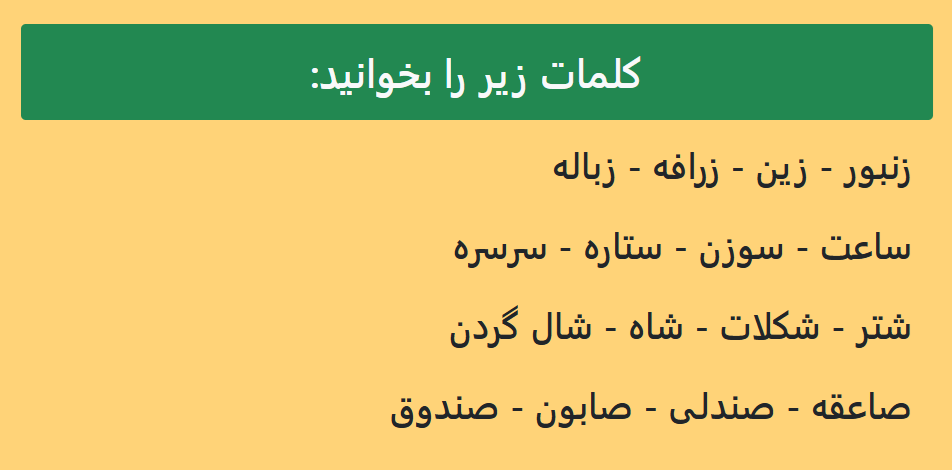 کلمات زیر را بخوانید:
زنبور - زین - زرافه - زباله
ساعت - سوزن - ستاره - سرسره
شتر - شکلات - شاه - شال گردن
صاعقه - صندلی - صابون - صندوق